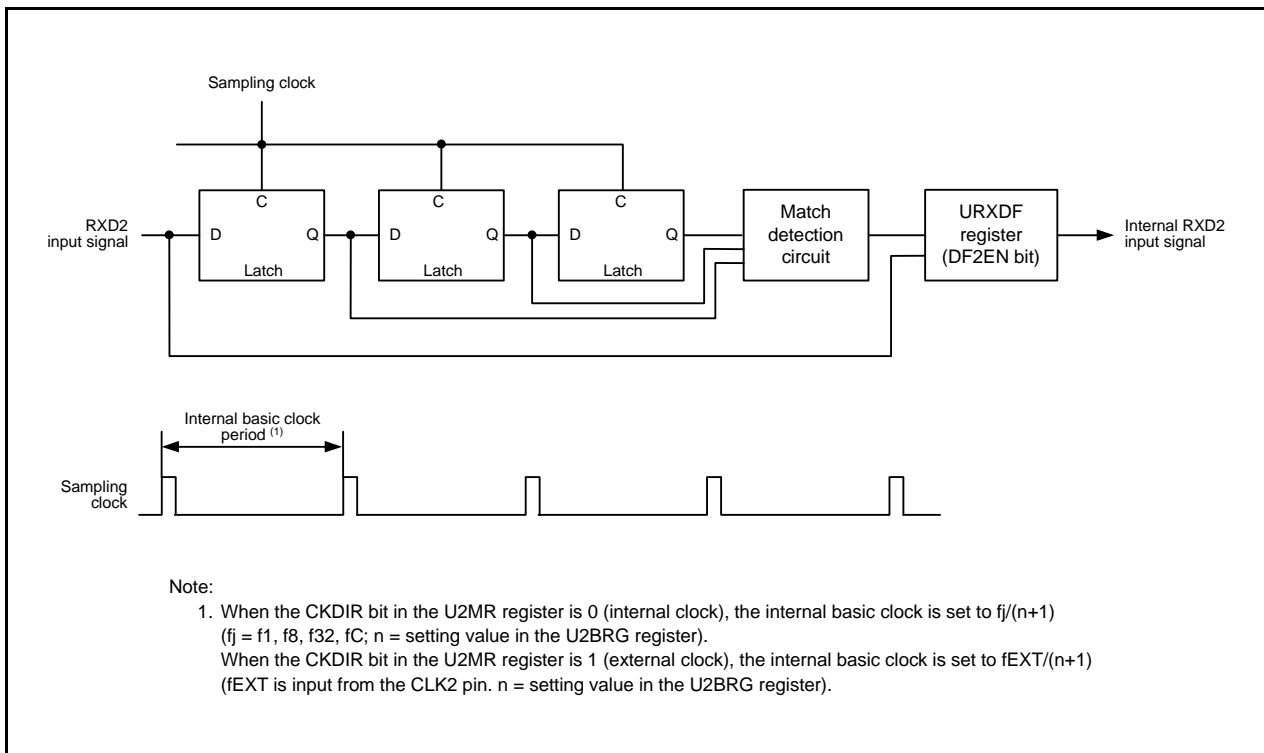 Sampling clock
RXD2
input signal
C
D
Q
Latch
C
D
Q
Latch
C
D
Q
Latch
Match
detection
circuit
URXDF
register
(DF2EN bit)
Internal RXD2
input signal
Internal basic clock
period (1)
Sampling
clock
Note:
1. When the CKDIR bit in the U2MR register is 0 (internal clock), the internal basic clock is set to fj/(n+1)
(fj = f1, f8, f32, fC; n = setting value in the U2BRG register).
When the CKDIR bit in the U2MR register is 1 (external clock), the internal basic clock is set to fEXT/(n+1)
(fEXT is input from the CLK2 pin. n = setting value in the U2BRG register).